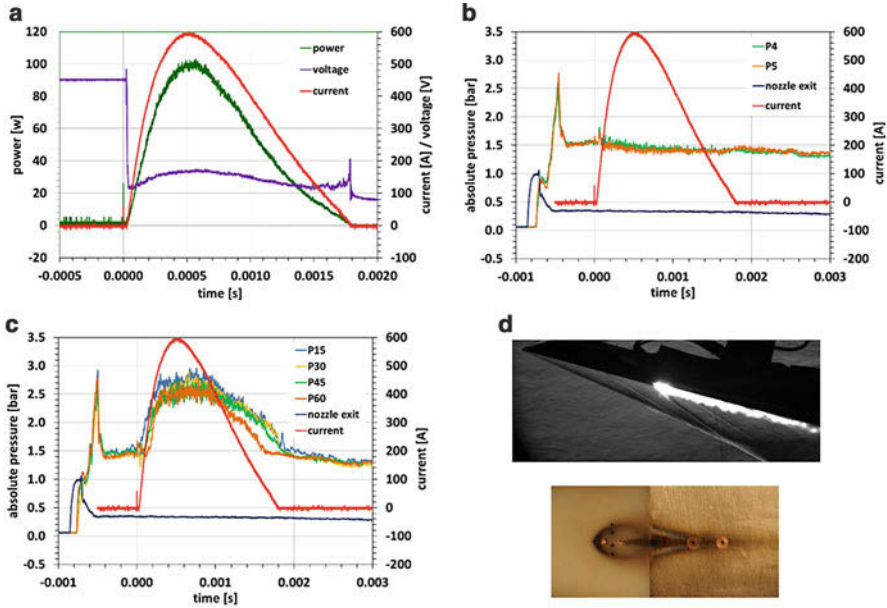 a
power
voltage
current
power [w]
120
100
80
60
40
20
0
-20
current [A] / voltage [V]
600
500
400
300
200
100
0
-100
-0.0005
0.0000
0.0005
0.0010
0.0015
0.0020
time [s]
b
P4
P5
nozzle exit
current
absolute pressure [bar]
3.5
3.0
2.5
2.0
1.5
1.0
0.5
0.0
-0.5
current [A]
600
500
400
300
200
100
0
-100
-200
-0.001
0.000
0.001
0.002
0.003
time [s]
c
P15
P30
P45
P60
nozzle exit
current
absolute pressure [bar]
3.5
3.0
2.5
2.0
1.5
1.0
0.5
0.0
-0.5
current [A]
600
500
400
300
200
100
0
-100
-200
-0.001
0.000
0.001
0.002
0.003
time [s]
d